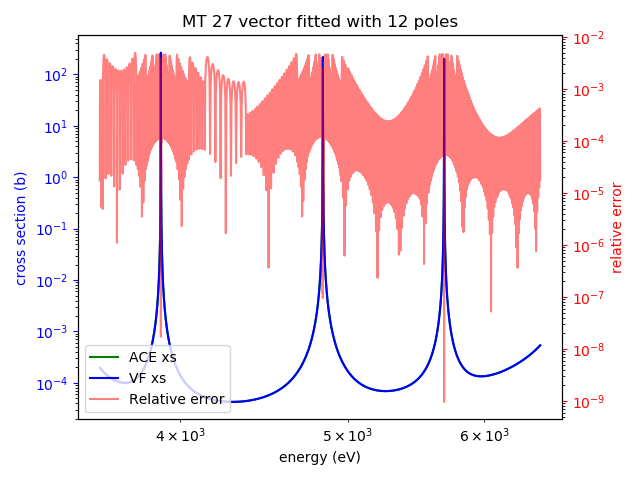 MT 27 vector fitted with 12 poles
cross section (b)
10²
10¹
10⁰
10⁻¹
10⁻²
10⁻³
10⁻⁴
10⁻²
10⁻³
10⁻⁴
10⁻⁵
10⁻⁶
10⁻⁷
10⁻⁸
10⁻⁹
relative error
ACE xs
VF xs
Relative error
4 × 10³ 5 × 10³ 6 × 10³
energy (eV)